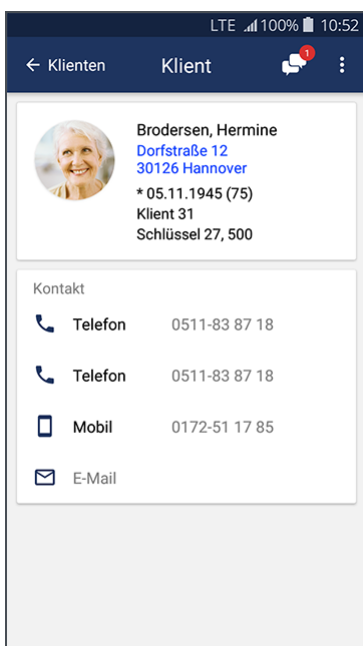 LTE 100% 10:52
← Klienten Klient 1
Brodersen, Hermine
Dorfstraße 12
30126 Hannover
* 05.11.1945 (75)
Klient 31
Schlüssel 27, 500
Kontakt
Telefon 0511-83 87 18
Telefon 0511-83 87 18
Mobil 0172-51 17 85
E-Mail